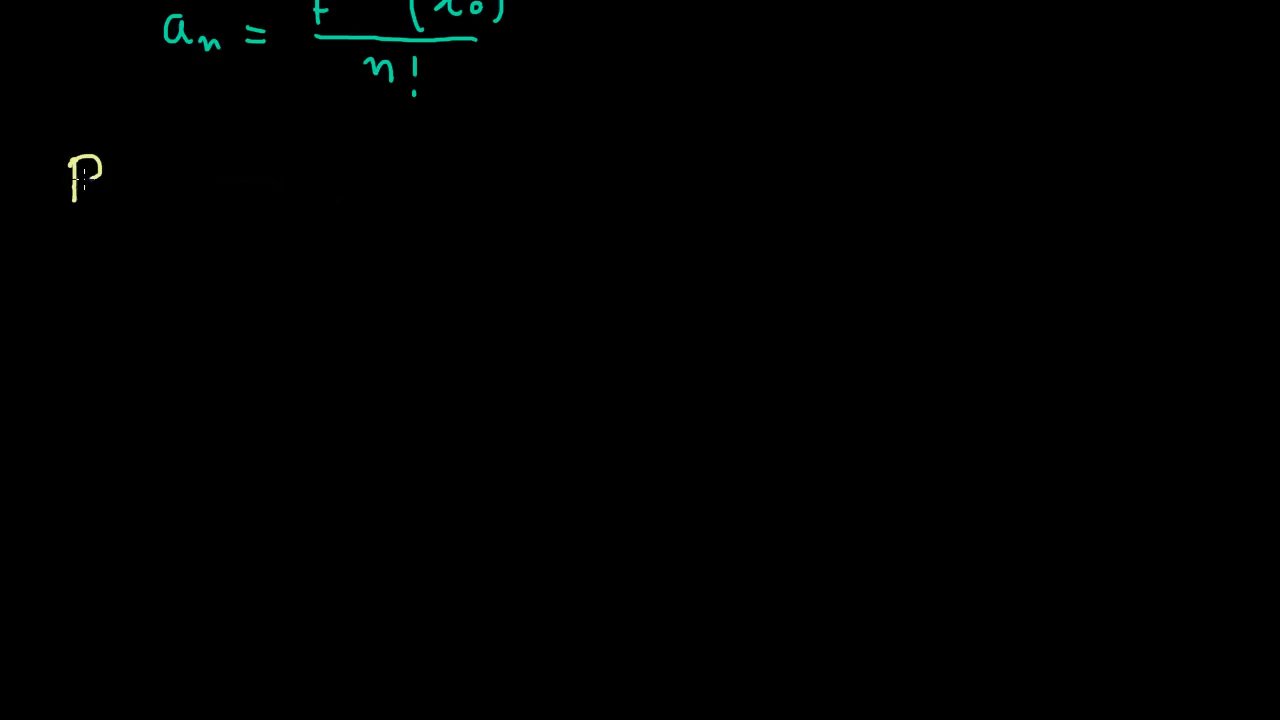 aₙ = f (x₀) / n!
P